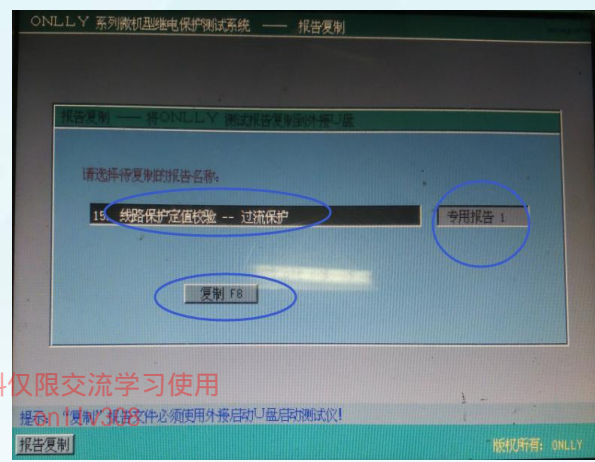 ONLLY 系列微机型继电保护测试系统 —— 报告复制
报告复制 —— 将ONLLY 测试报告复制到外接U盘
请选择待复制的报告名称:
15. 线路保护定值校验 -- 过流保护
专用报告 1
复制 F8
料仅限交流学习使用
提示: "复制"报告文件必须使用外接启动U盘启动测试仪!
报告复制
版权所有: ONLLY